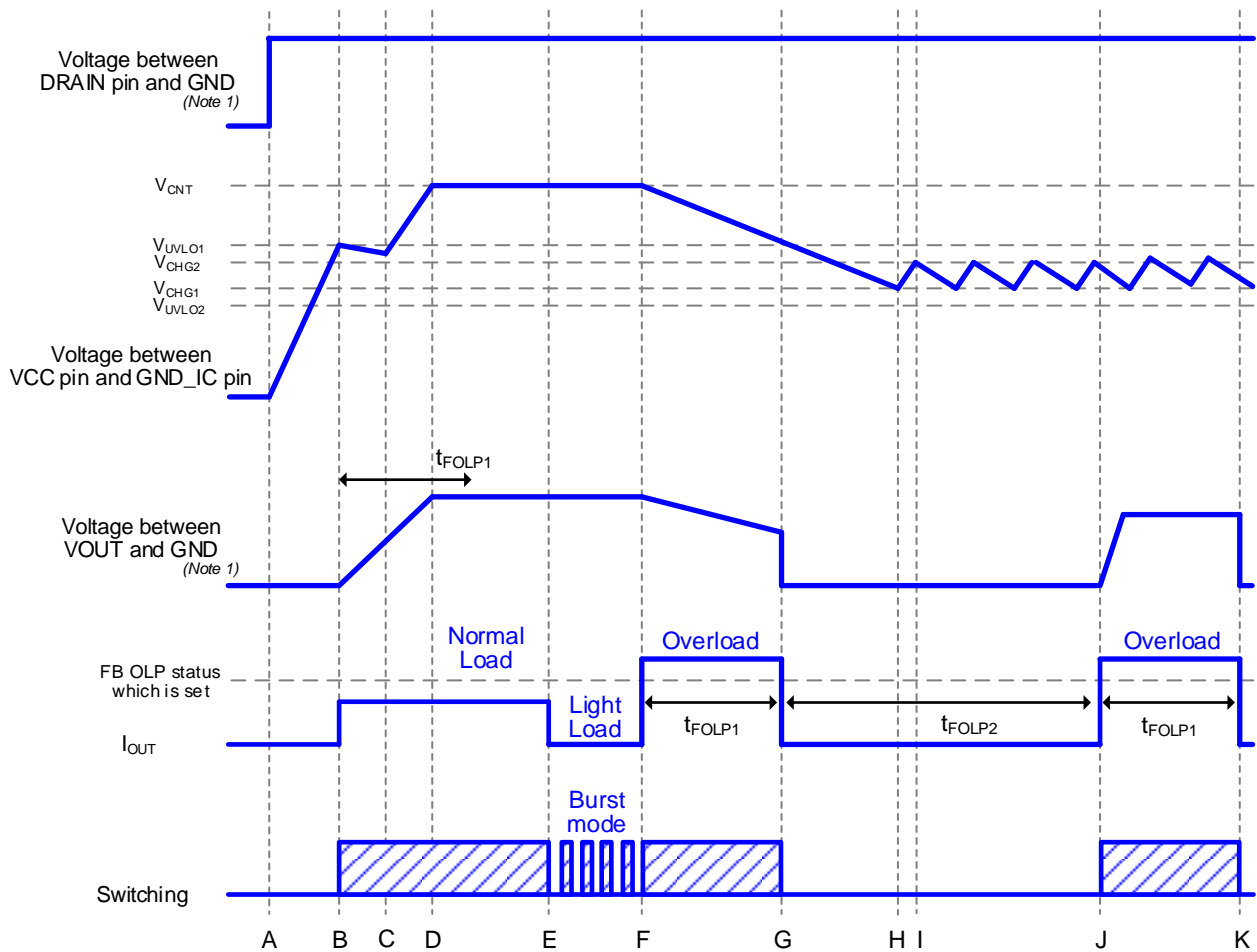 Voltage between
DRAIN pin and GND
(Note 1)
VCNT
VUVLO1
VCHG2
VCHG1
VUVLO2
Voltage between
VCC pin and GND_IC pin
tFOLP1
Voltage between
VOUT and GND
(Note 1)
Normal
Load
Overload
Overload
FB OLP status
which is set
Light
Load
tFOLP1
tFOLP2
tFOLP1
IOUT
Burst
mode
Switching
A B C D E F G H I J K